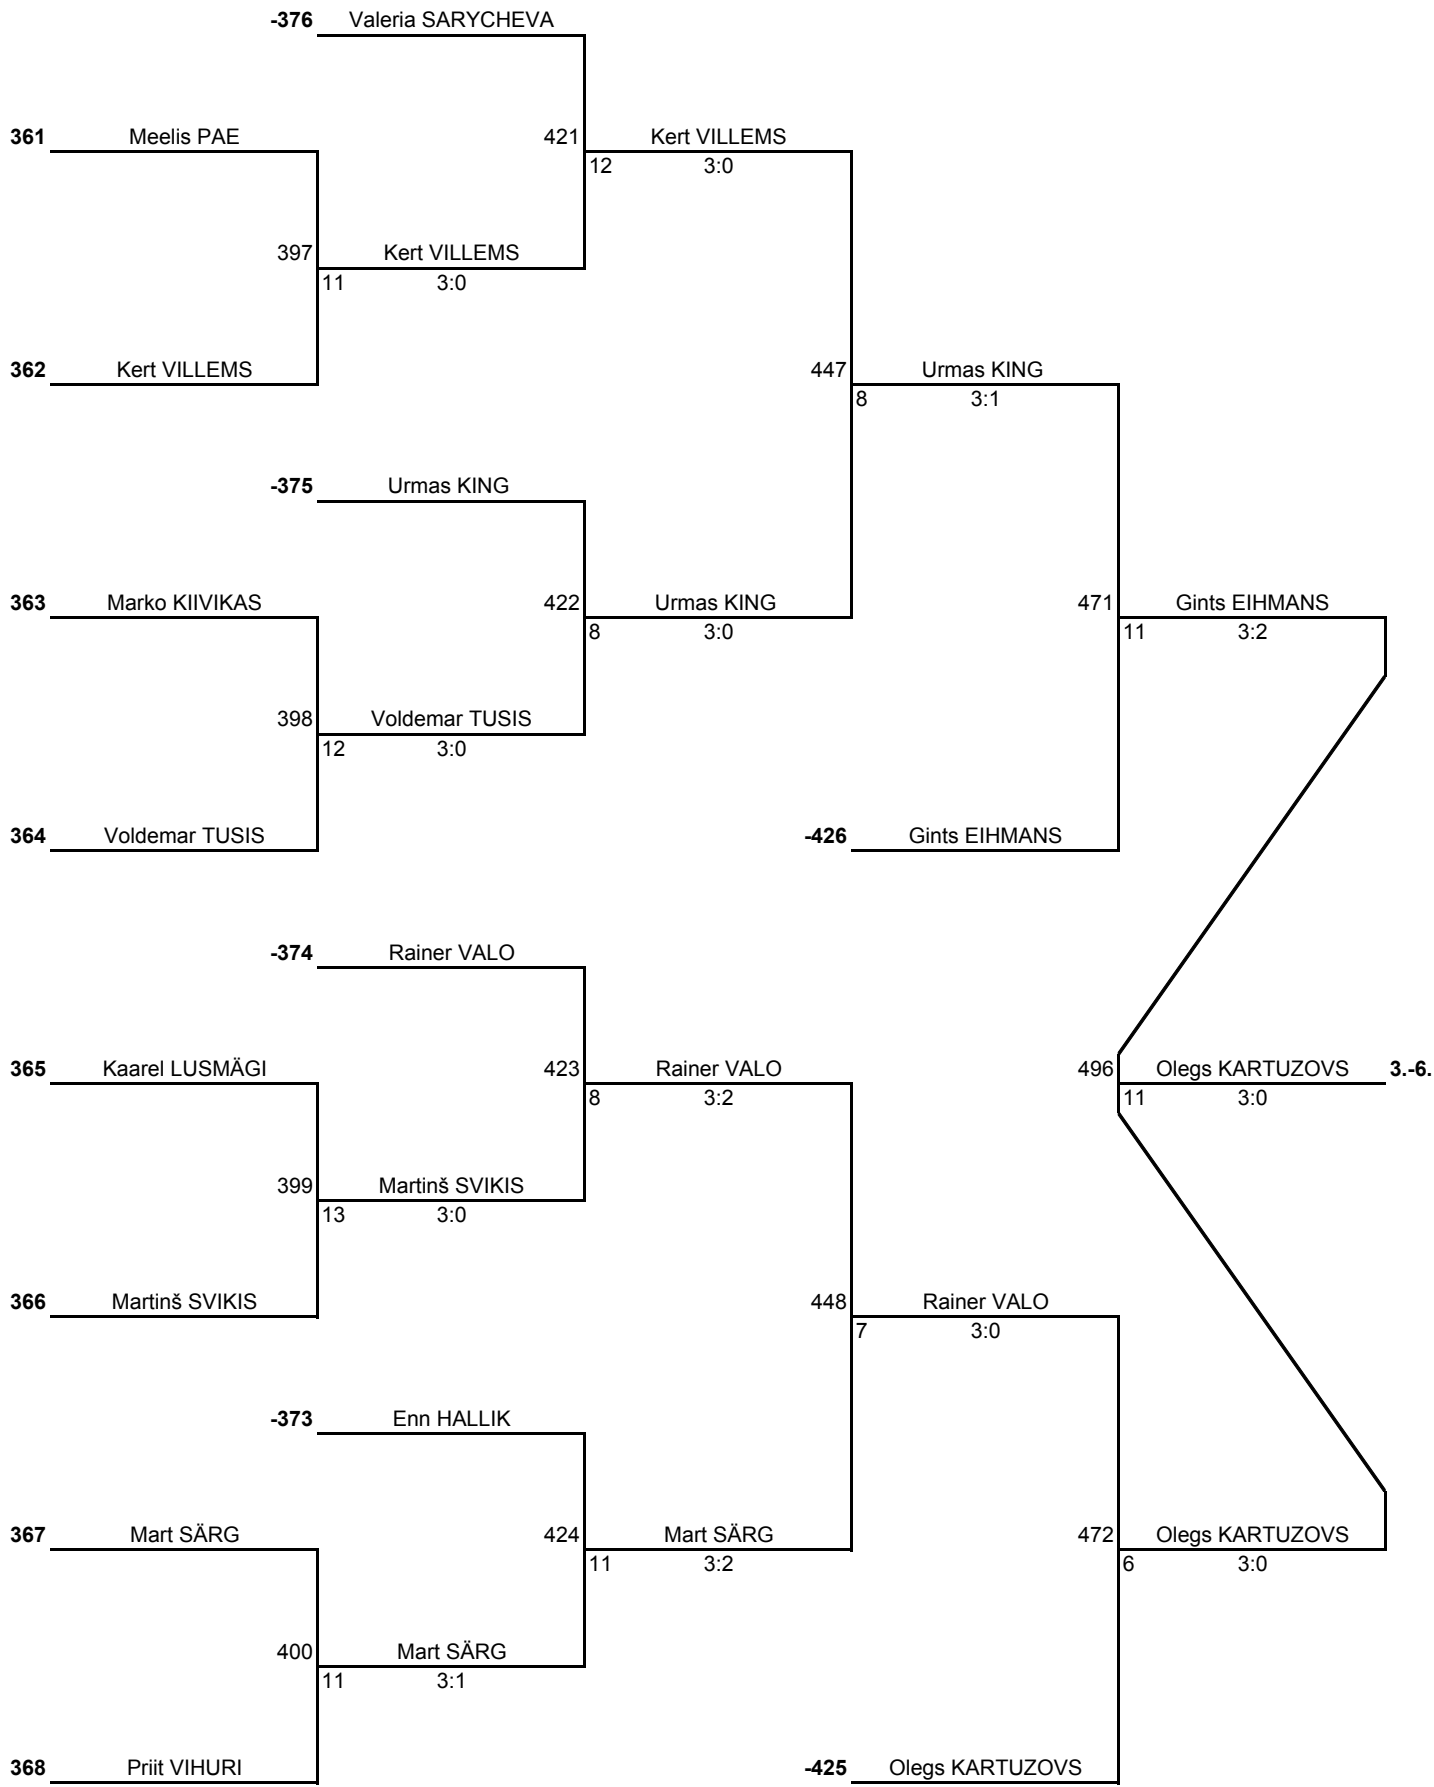 -376 Valeria SARYCHEVA
361 Meelis PAE 421 Kert VILLEMS
12 3:0
397 Kert VILLEMS
11 3:0
362 Kert VILLEMS 447 Urmas KING
8 3:1
-375 Urmas KING
363 Marko KIIVIKAS 422 Urmas KING 471 Gints EIHMANS
8 3:0 11 3:2
398 Voldemar TUSIS
12 3:0
364 Voldemar TUSIS -426 Gints EIHMANS
-374 Rainer VALO
365 Kaarel LUSMÄGI 423 Rainer VALO 496 Olegs KARTUZOVS 3.-6.
8 3:2 11 3:0
399 Martinš SVIKIS
13 3:0
366 Martinš SVIKIS 448 Rainer VALO
7 3:0
-373 Enn HALLIK
367 Mart SÄRG 424 Mart SÄRG 472 Olegs KARTUZOVS
11 3:2 6 3:0
400 Mart SÄRG
11 3:1
368 Priit VIHURI -425 Olegs KARTUZOVS